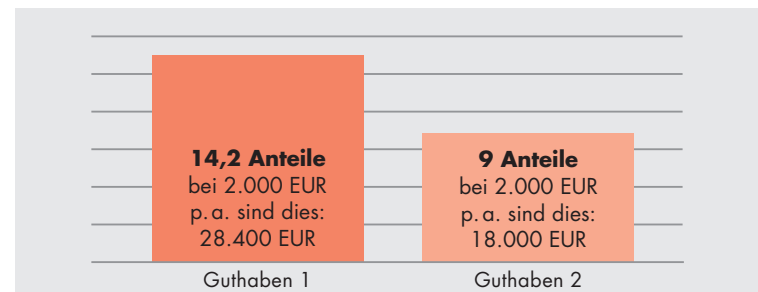 14,2 Anteile
bei 2.000 EUR
p. a. sind dies:
28.400 EUR
9 Anteile
bei 2.000 EUR
p. a. sind dies:
18.000 EUR
Guthaben 1
Guthaben 2